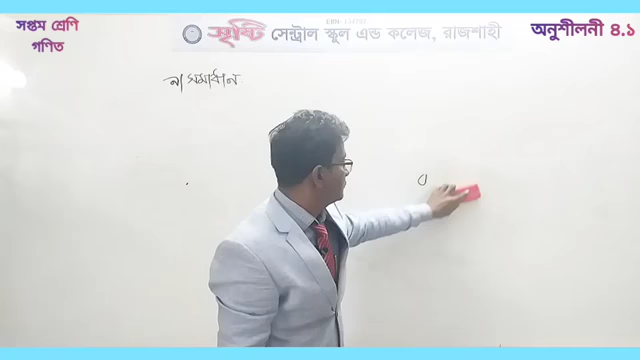 সপ্তম শ্রেণি
গণিত
সৃষ্টি সেন্ট্রাল স্কুল এন্ড কলেজ, রাজশাহী
অনুশীলনী ৪.১
সমাধান